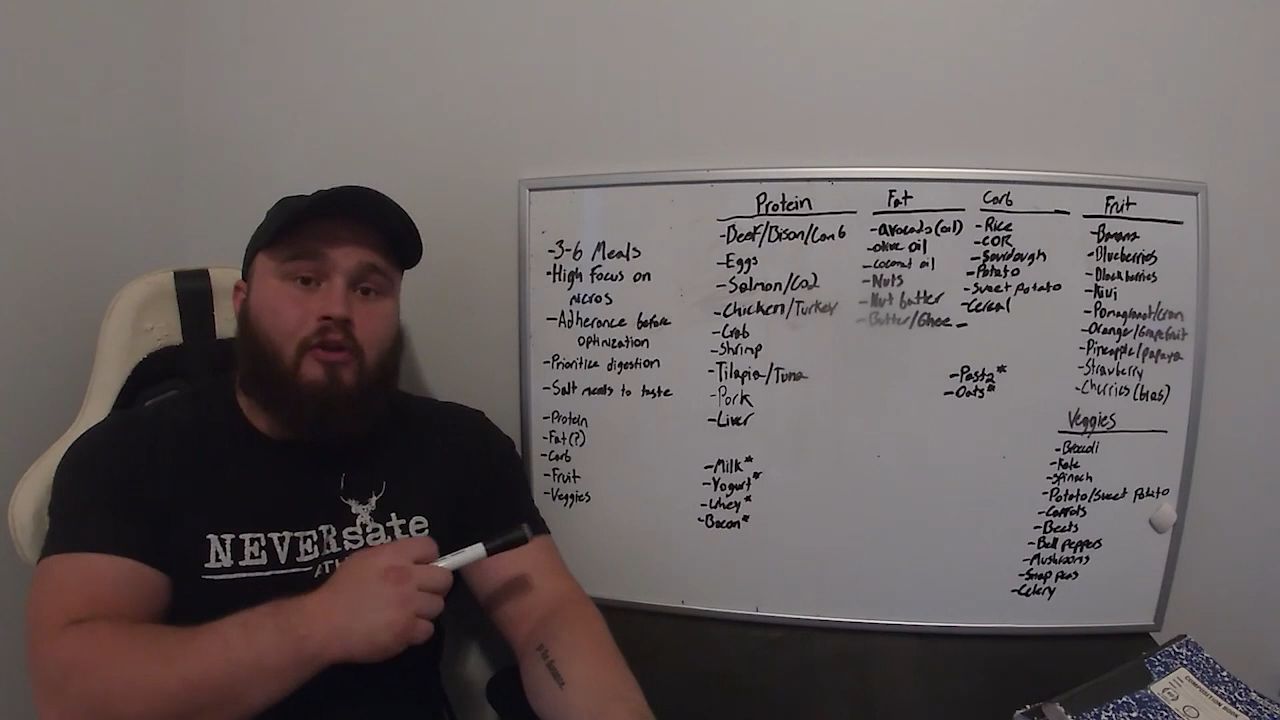 NEVERsate
-3-6 Meals
-High Focus on
micros
-Adherance before
optimization
-Prioritize digestion
-Salt meals to taste
-Protein
-Fat(?)
-Carb
-Fruit
-Veggies
Protein
-Beef/Bison/Lamb
-Eggs
-Salmon/Cod
-Chicken/Turkey
-Crab
-Shrimp
-Tilapia/Tuna
-Pork
-Liver
-Milk*
-Yogurt*
-Whey*
-Bacon*
Fat
-Avocado(oil)
-olive oil
-coconut oil
-Nuts
-Nut butter
-Butter/Ghee
Carb
-Rice
-COR
-Sourdough
-Potato
-Sweet potato
-Cereal
-Pasta*
-Oats*
Fruit
-Banana
-Blueberries
-Blackberries
-Kiwi
-Pomagranat/Cran
-Orange/Grapefruit
-Pineapple/papaya
-Strawberry
-Cherries
Veggies
-Broccoli
-Kale
-Spinach
-Potato/Sweet Potato
-Carrots
-Beets
-Bell peppers
-Mushrooms
-Snap peas
-Celery